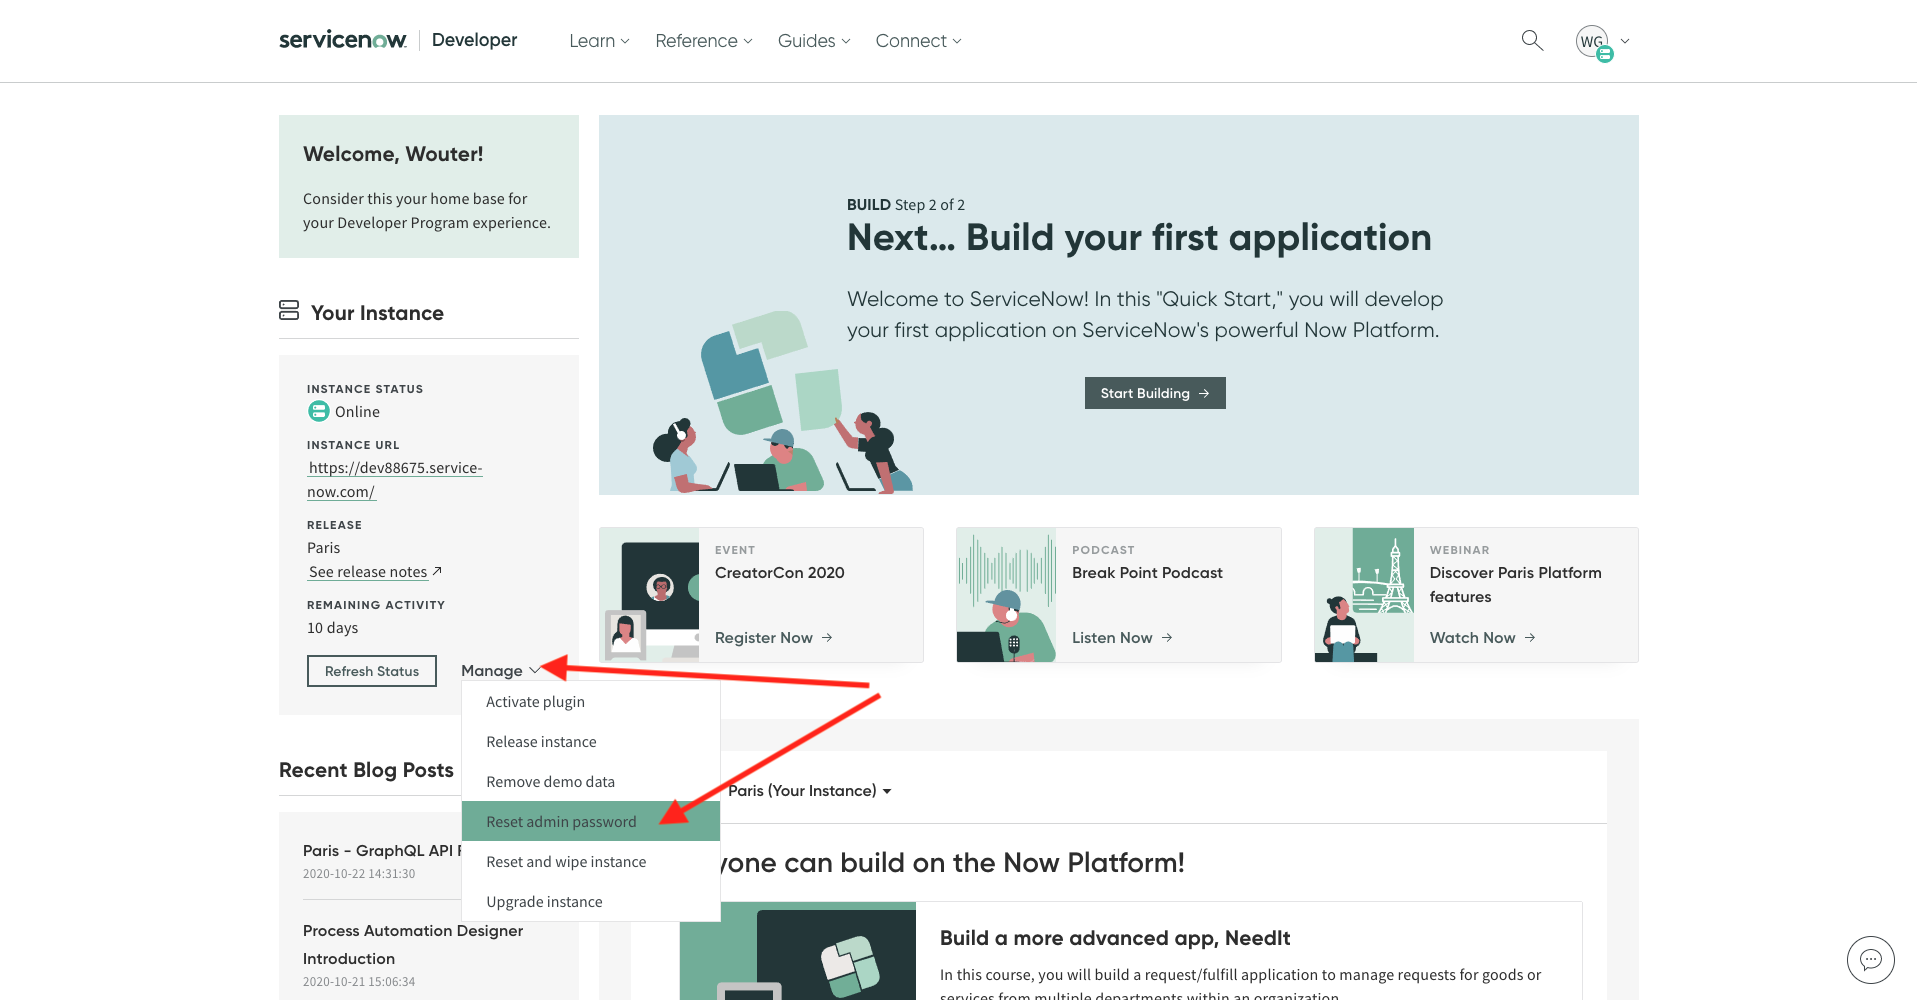 servicenow Developer Learn Reference Guides Connect WG
Welcome, Wouter!
Consider this your home base for
your Developer Program experience.
Your Instance
INSTANCE STATUS
Online
INSTANCE URL
https://dev88675.service-
now.com/
RELEASE
Paris
See release notes
REMAINING ACTIVITY
10 days
Refresh Status Manage
Activate plugin
Release instance
Remove demo data
Reset admin password
Reset and wipe instance
Upgrade instance
Recent Blog Posts
Paris - GraphQL API
2020-10-22 14:31:30
Process Automation Designer
Introduction
2020-10-21 15:06:34
BUILD Step 2 of 2
Next... Build your first application
Welcome to ServiceNow! In this "Quick Start," you will develop
your first application on ServiceNow's powerful Now Platform.
Start Building →
EVENT
CreatorCon 2020
Register Now →
PODCAST
Break Point Podcast
Listen Now →
WEBINAR
Discover Paris Platform
features
Watch Now →
Paris (Your Instance)
yone can build on the Now Platform!
Build a more advanced app, NeedIt
In this course, you will build a request/fulfill application to manage requests for goods or
services from multiple departments within an organization.